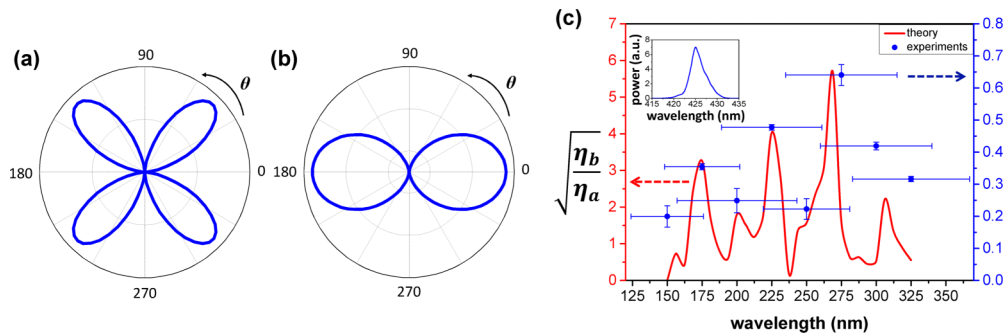 (a)
90
θ
180
0
270
(b)
90
θ
180
0
270
(c)
√(η_b/η_a)
7
6
5
4
3
2
1
0
power (a.u.)
8
6
4
2
0
415 420 425 430 435
wavelength (nm)
theory
experiments
0.8
0.7
0.6
0.5
0.4
0.3
0.2
0.1
0.0
125 150 175 200 225 250 275 300 325 350
wavelength (nm)